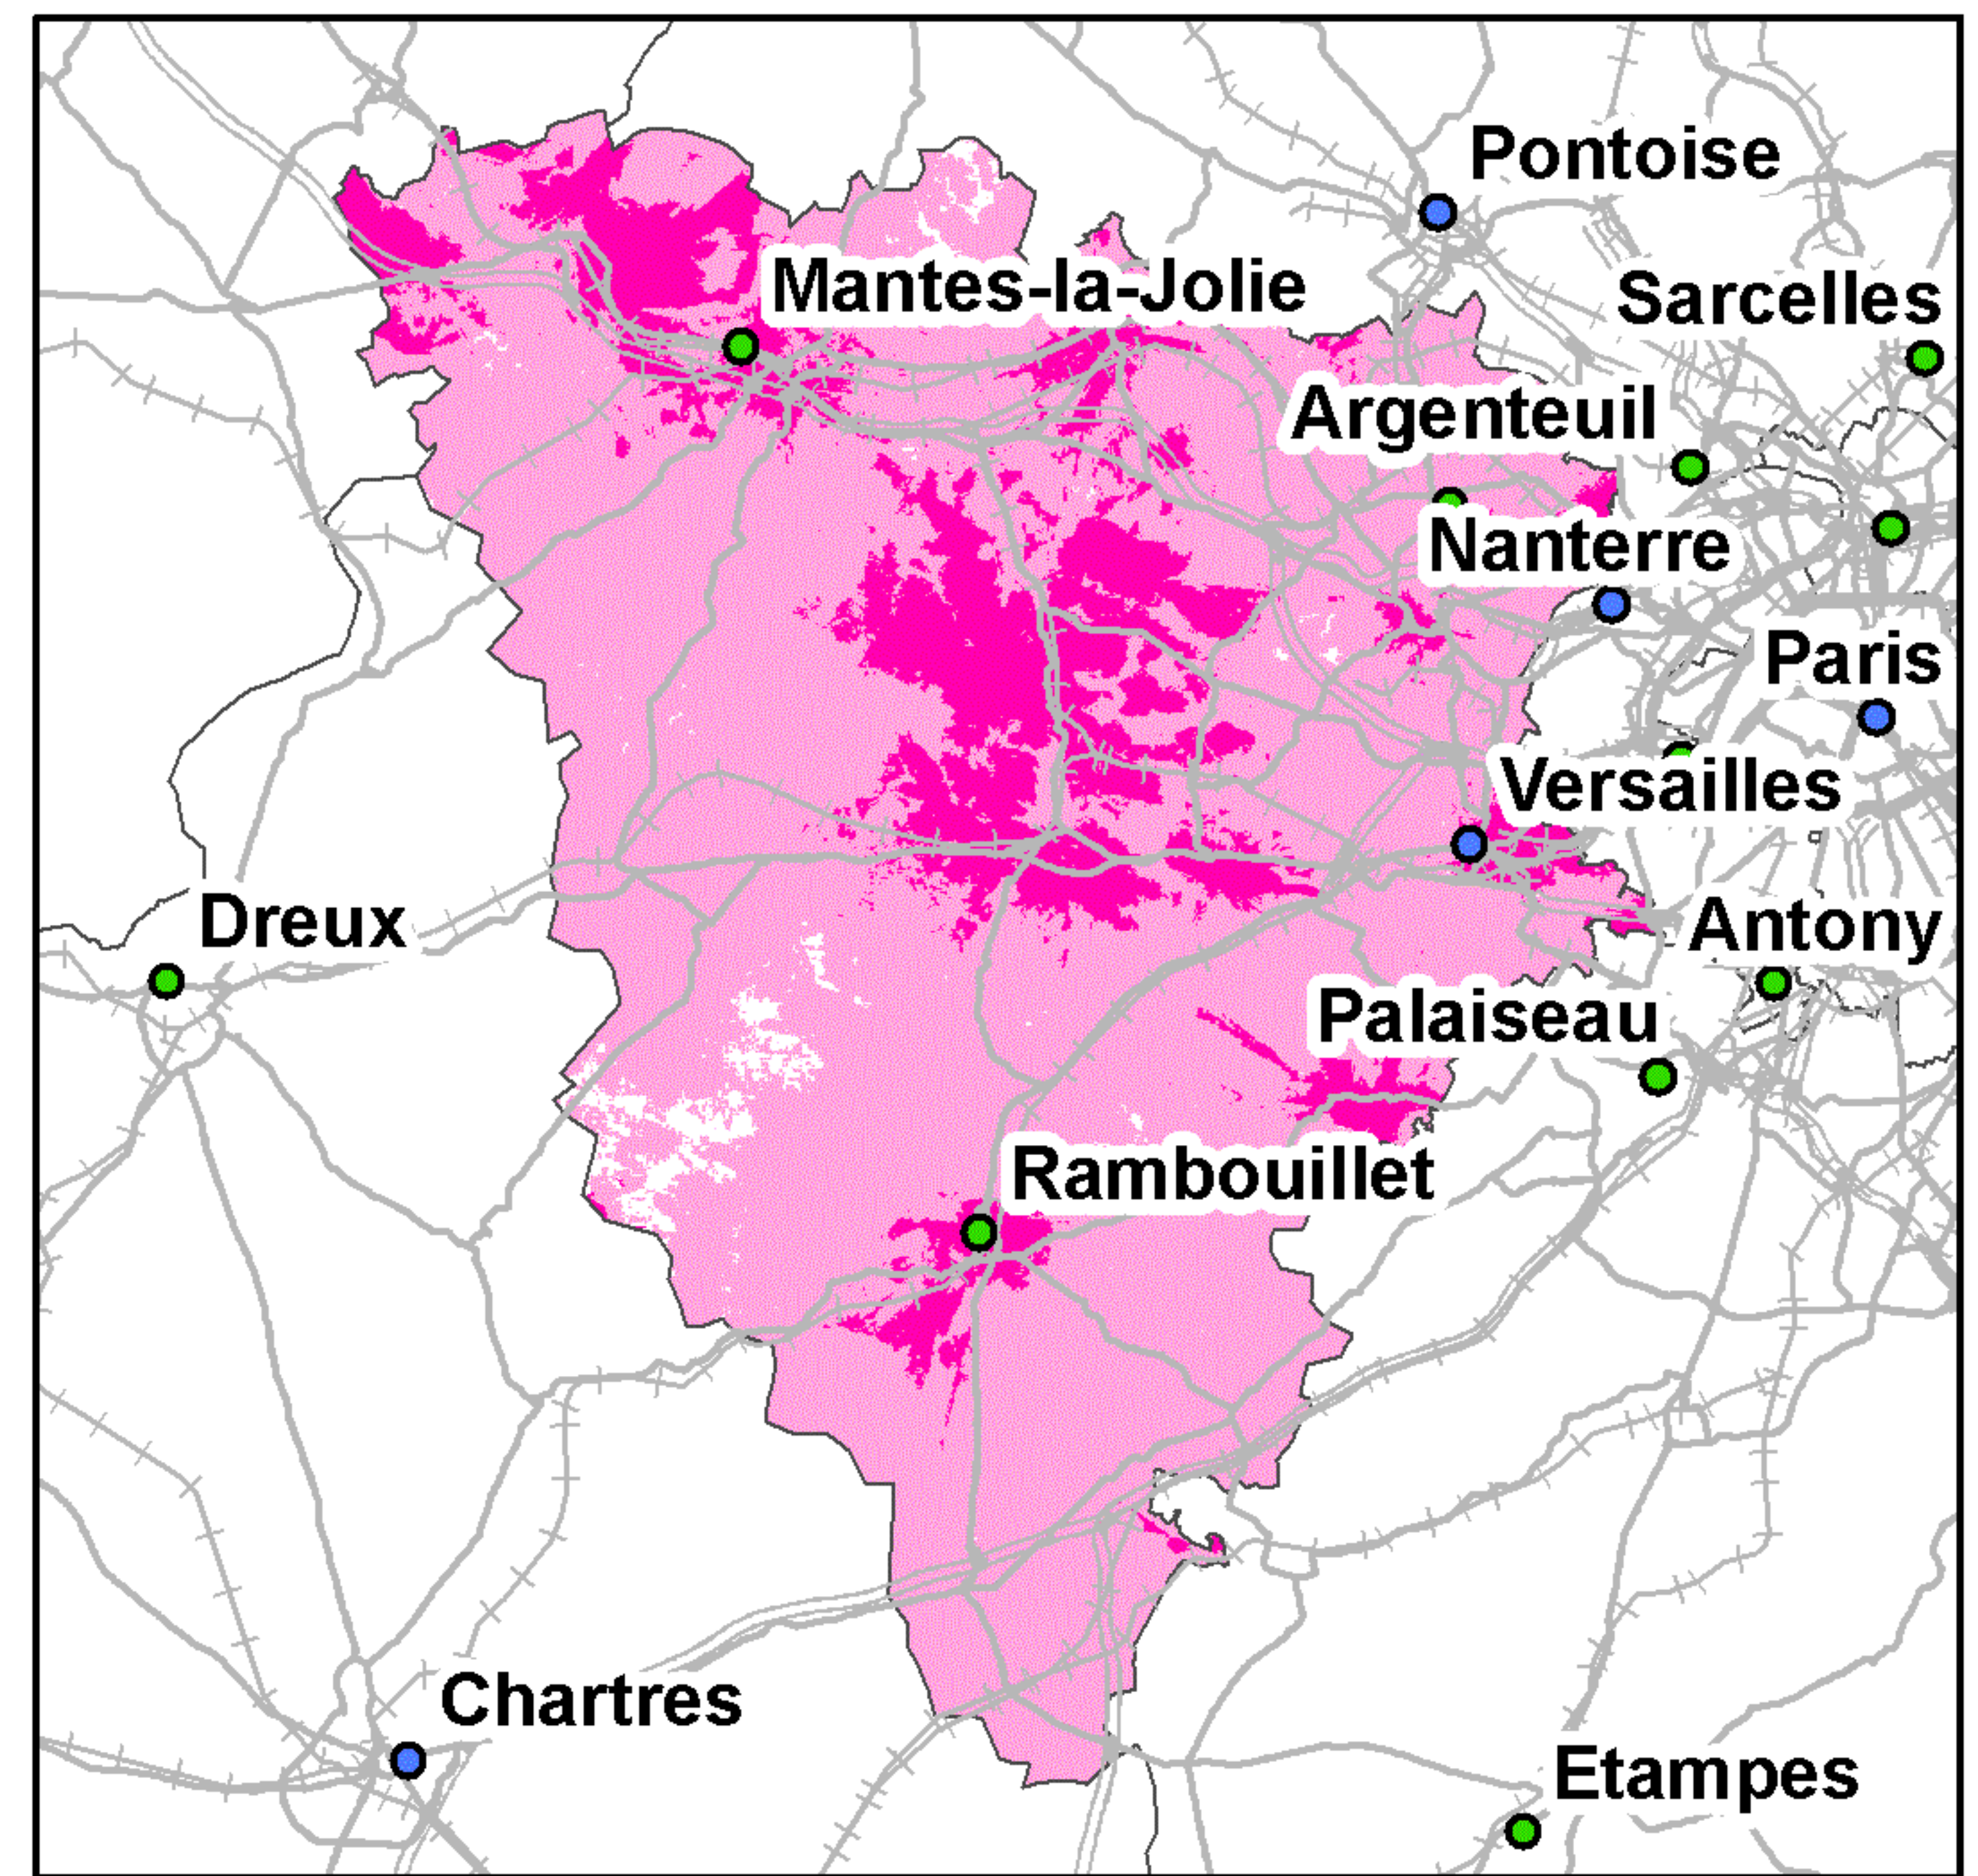 Pontoise
Mantes-la-Jolie
Sarcelles
Argenteuil
Nanterre
Paris
Versailles
Dreux
Antony
Palaiseau
Rambouillet
Chartres
Etampes